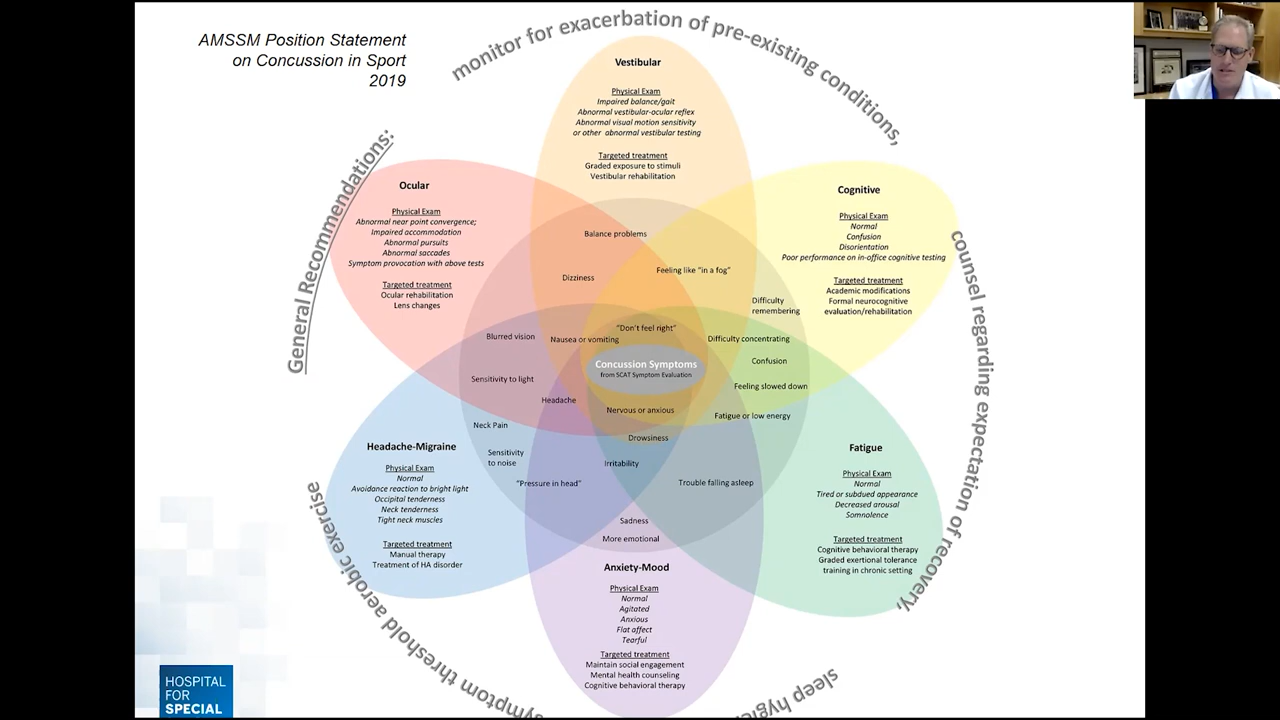 AMSSM Position Statement
on Concussion in Sport
2019
General Recommendations:
monitor for exacerbation of pre-existing conditions,
counsel regarding expectation of recovery,
sleep
symptom threshold aerobic exercise
Vestibular
Physical Exam
Impaired balance/gait
Abnormal vestibular-ocular reflex
Abnormal visual motion sensitivity
or other abnormal vestibular testing
Targeted treatment
Graded exposure to stimuli
Vestibular rehabilitation
Ocular
Physical Exam
Abnormal near point convergence;
Impaired accommodation
Abnormal pursuits
Abnormal saccades
Symptom provocation with above tests
Targeted treatment
Ocular rehabilitation
Lens changes
Cognitive
Physical Exam
Normal
Confusion
Disorientation
Poor performance on in-office cognitive testing
Targeted treatment
Academic modifications
Formal neurocognitive
evaluation/rehabilitation
Balance problems
Feeling like "in a fog"
Dizziness
Difficulty
remembering
"Don't feel right"
Blurred vision
Nausea or vomiting
Difficulty concentrating
Concussion Symptoms
from SCAT Symptom Evaluation
Confusion
Sensitivity to light
Feeling slowed down
Headache
Nervous or anxious
Fatigue or low energy
Neck Pain
Drowsiness
Sensitivity
to noise
Irritability
"Pressure in head"
Trouble falling asleep
Sadness
More emotional
Headache-Migraine
Physical Exam
Normal
Avoidance reaction to bright light
Occipital tenderness
Neck tenderness
Tight neck muscles
Targeted treatment
Manual therapy
Treatment of HA disorder
Fatigue
Physical Exam
Normal
Tired or subdued appearance
Decreased arousal
Somnolence
Targeted treatment
Cognitive behavioral therapy
Graded exertional tolerance
training in chronic setting
Anxiety-Mood
Physical Exam
Normal
Agitated
Anxious
Flat affect
Tearful
Targeted treatment
Maintain social engagement
Mental health counseling
Cognitive behavioral therapy
HOSPITAL
FOR
SPECIAL